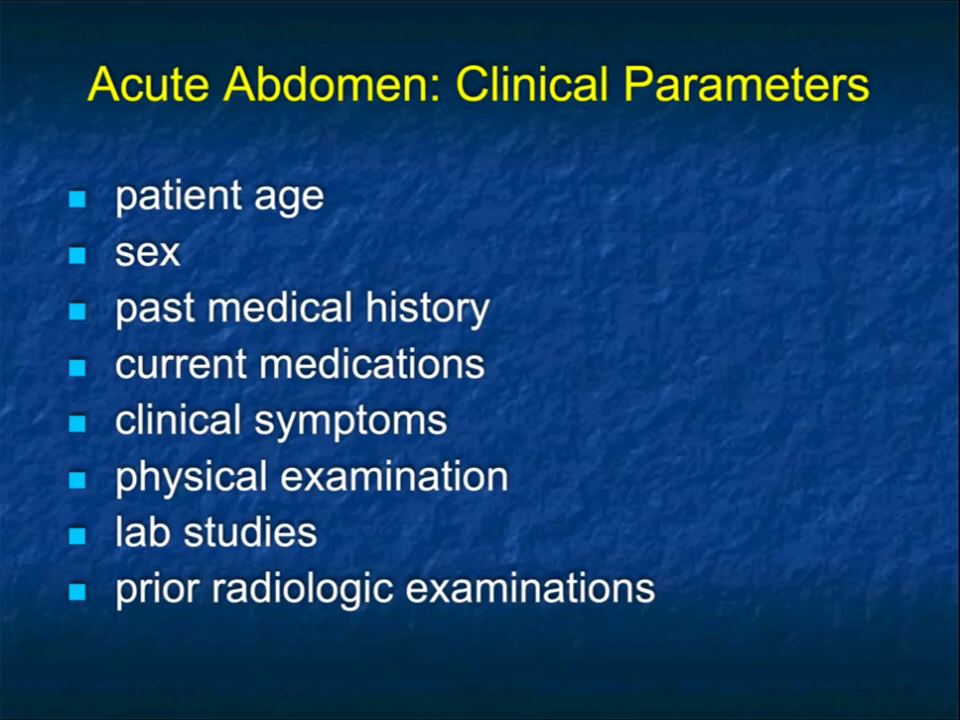 Acute Abdomen: Clinical Parameters
patient age
sex
past medical history
current medications
clinical symptoms
physical examination
lab studies
prior radiologic examinations